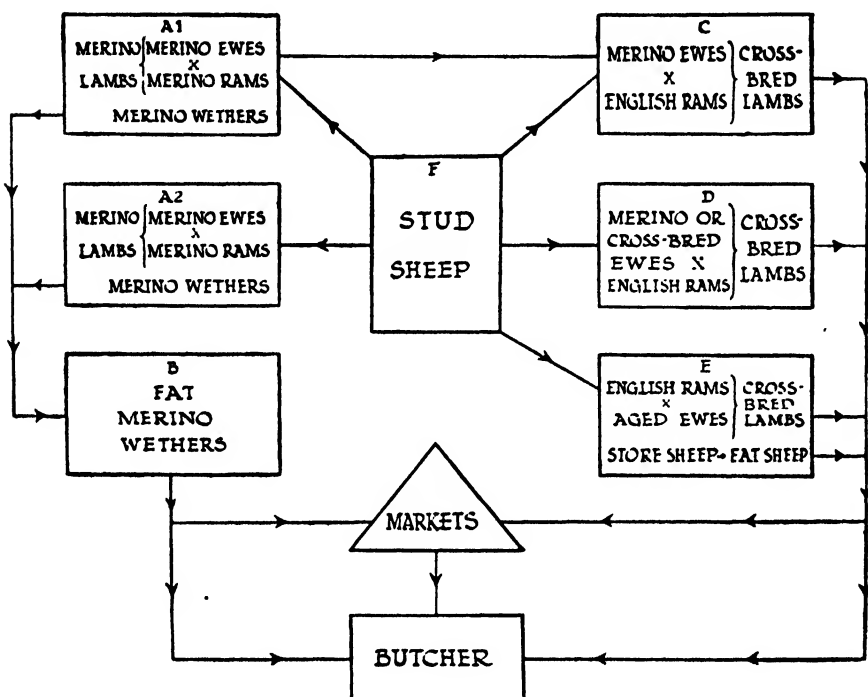 A1
MERINO { MERINO EWES
X
LAMBS { MERINO RAMS
MERINO WETHERS
C
MERINO EWES } CROSS-
X BRED
ENGLISH RAMS } LAMBS
F
STUD
SHEEP
A2
MERINO { MERINO EWES
X
LAMBS { MERINO RAMS
MERINO WETHERS
D
MERINO OR
CROSS-BRED } CROSS-
EWES X BRED
ENGLISH RAMS } LAMBS
B
FAT
MERINO
WETHERS
E
ENGLISH RAMS } CROSS-
X BRED
AGED EWES } LAMBS
STORE SHEEP→FAT SHEEP
MARKETS
BUTCHER